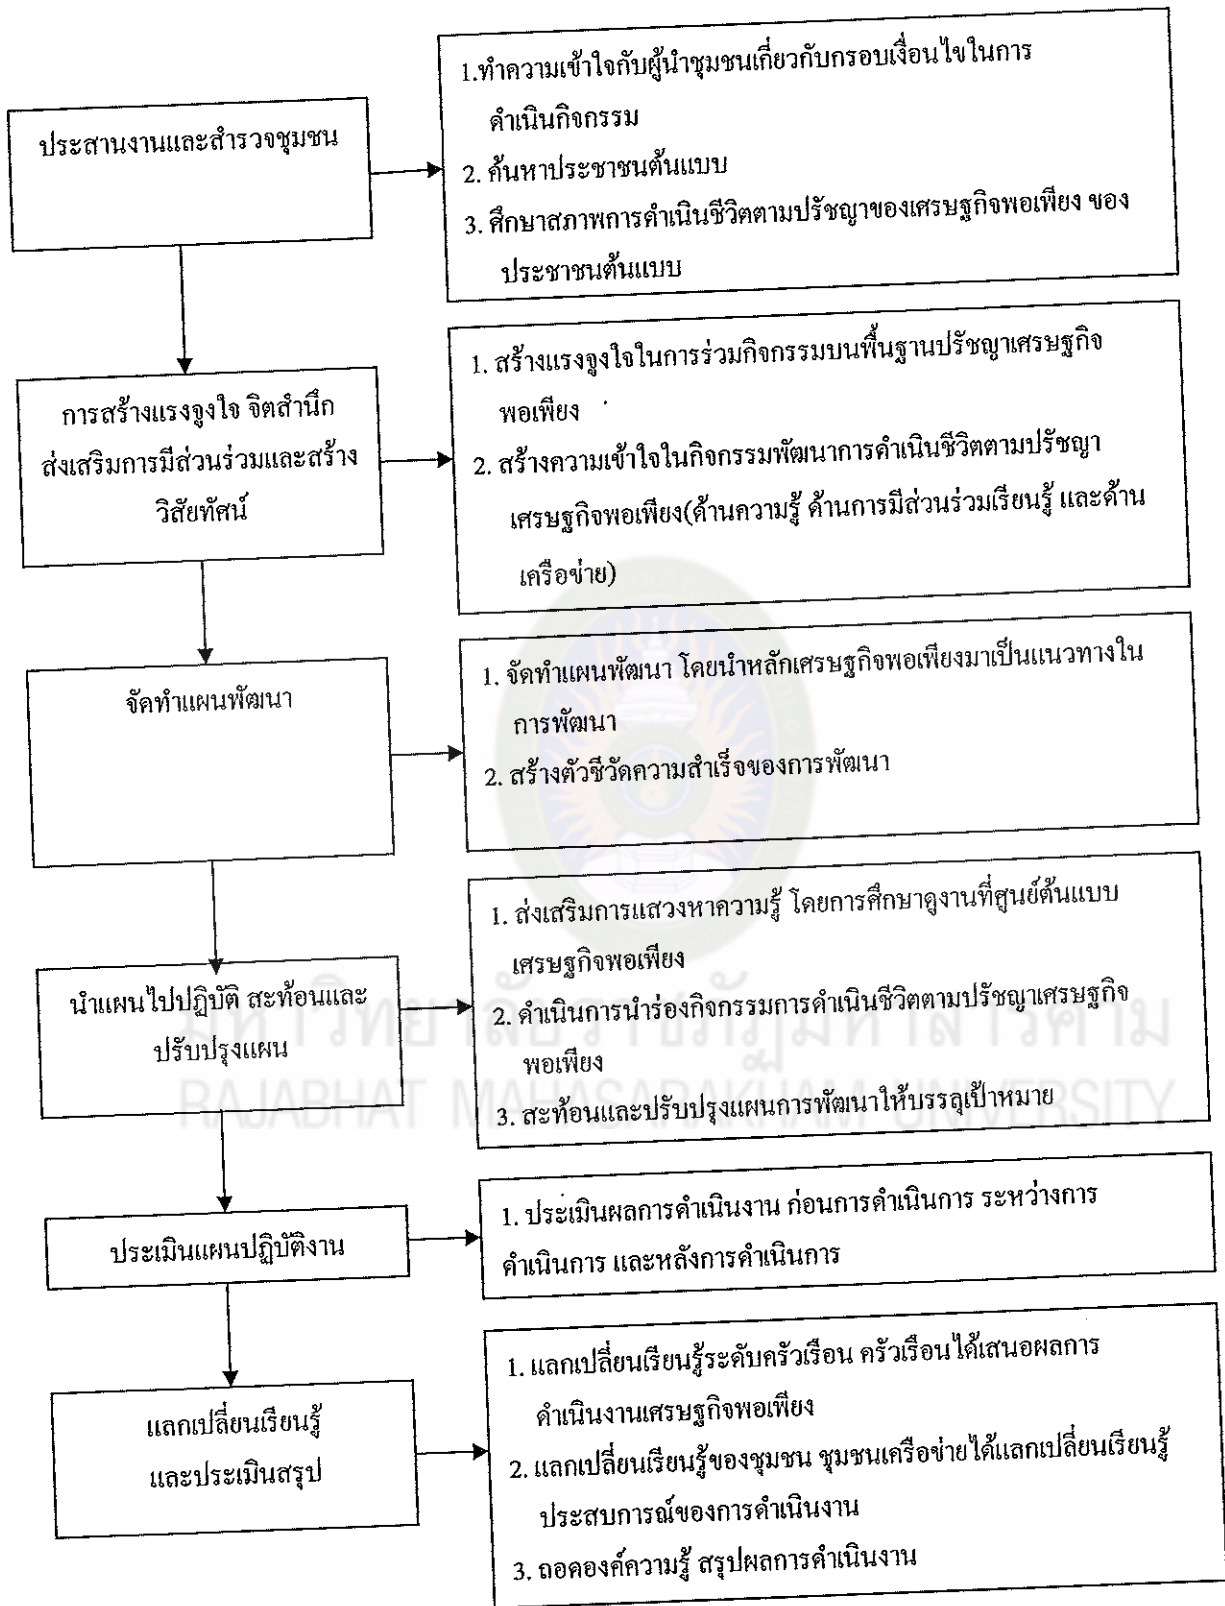 ประสานงานและสำรวจชุมชน
1.ทำความเข้าใจกับผู้นำชุมชนเกี่ยวกับกรอบเงื่อนไขในการ
ดำเนินกิจกรรม
2. ค้นหาประชาชนต้นแบบ
3. ศึกษาสภาพการดำเนินชีวิตตามปรัชญาของเศรษฐกิจพอเพียง ของ
ประชาชนต้นแบบ
การสร้างแรงจูงใจ จิตสำนึก
ส่งเสริมการมีส่วนร่วมและสร้าง
วิสัยทัศน์
1. สร้างแรงจูงใจในการร่วมกิจกรรมบนพื้นฐานปรัชญาเศรษฐกิจ
พอเพียง
2. สร้างความเข้าใจในกิจกรรมพัฒนาการดำเนินชีวิตตามปรัชญา
เศรษฐกิจพอเพียง(ด้านความรู้ ด้านการมีส่วนร่วมเรียนรู้ และด้าน
เครือข่าย)
จัดทำแผนพัฒนา
1. จัดทำแผนพัฒนา โดยนำหลักเศรษฐกิจพอเพียงมาเป็นแนวทางใน
การพัฒนา
2. สร้างตัวชีวัดความสำเร็จของการพัฒนา
นำแผนไปปฏิบัติ สะท้อนและ
ปรับปรุงแผน
1. ส่งเสริมการแสวงหาความรู้ โดยการศึกษาดูงานที่ศูนย์ต้นแบบ
เศรษฐกิจพอเพียง
2. ดำเนินการนำร่องกิจกรรมการดำเนินชีวิตตามปรัชญาเศรษฐกิจ
พอเพียง
3. สะท้อนและปรับปรุงแผนการพัฒนาให้บรรลุเป้าหมาย
มหาวิทยาลัยราชภัฏมหาสารคาม
RAJABHAT MAHASARAKHAM UNIVERSITY
ประเมินแผนปฏิบัติงาน
1. ประเมินผลการดำเนินงาน ก่อนการดำเนินการ ระหว่างการ
ดำเนินการ และหลังการดำเนินการ
แลกเปลี่ยนเรียนรู้
และประเมินสรุป
1. แลกเปลี่ยนเรียนรู้ระดับครัวเรือน ครัวเรือนได้เสนอผลการ
ดำเนินงานเศรษฐกิจพอเพียง
2. แลกเปลี่ยนเรียนรู้ของชุมชน ชุมชนเครือข่ายได้แลกเปลี่ยนเรียนรู้
ประสบการณ์ของการดำเนินงาน
3. ถอดองค์ความรู้ สรุปผลการดำเนินงาน